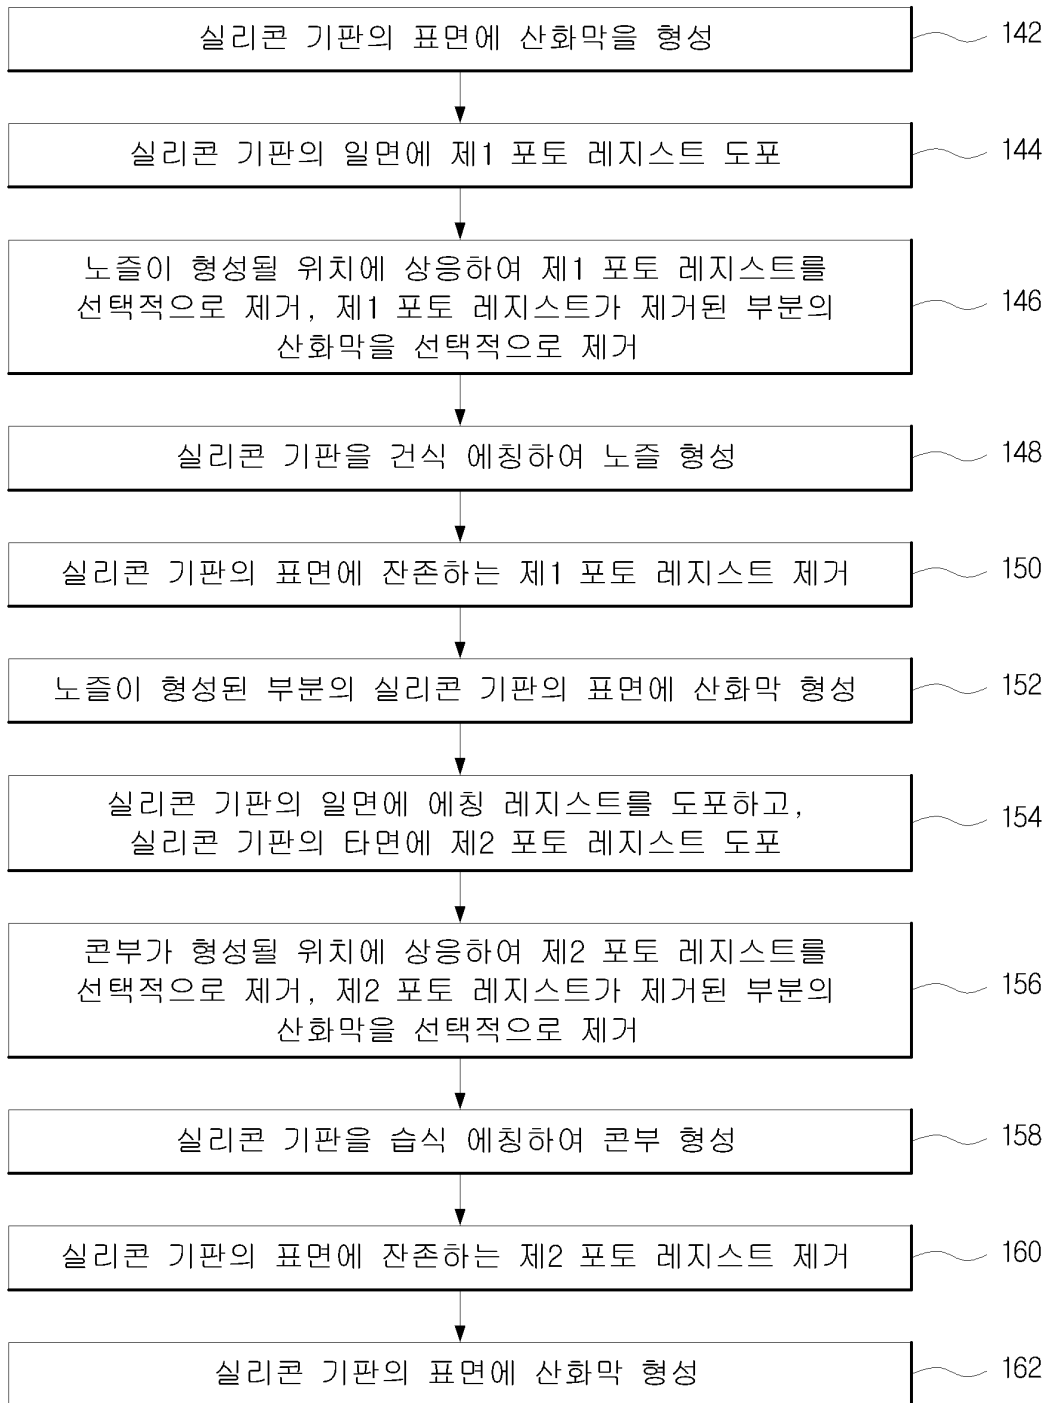 실리콘 기판의 표면에 산화막을 형성
142
실리콘 기판의 일면에 제1 포토 레지스트 도포
144
노즐이 형성될 위치에 상응하여 제1 포토 레지스트를
선택적으로 제거, 제1 포토 레지스트가 제거된 부분의
산화막을 선택적으로 제거
146
실리콘 기판을 건식 에칭하여 노즐 형성
148
실리콘 기판의 표면에 잔존하는 제1 포토 레지스트 제거
150
노즐이 형성된 부분의 실리콘 기판의 표면에 산화막 형성
152
실리콘 기판의 일면에 에칭 레지스트를 도포하고,
실리콘 기판의 타면에 제2 포토 레지스트 도포
154
콘부가 형성될 위치에 상응하여 제2 포토 레지스트를
선택적으로 제거, 제2 포토 레지스트가 제거된 부분의
산화막을 선택적으로 제거
156
실리콘 기판을 습식 에칭하여 콘부 형성
158
실리콘 기판의 표면에 잔존하는 제2 포토 레지스트 제거
160
실리콘 기판의 표면에 산화막 형성
162